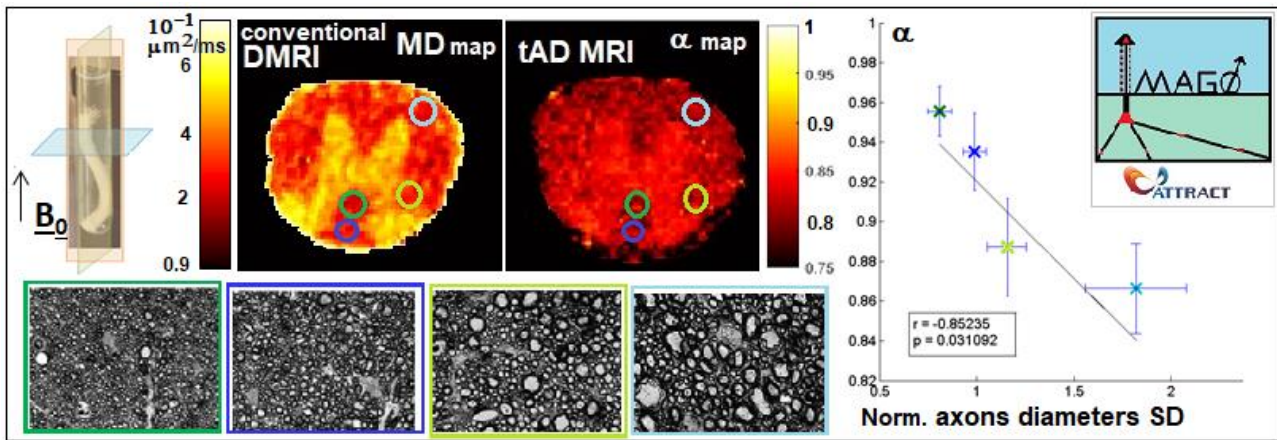 10⁻¹
μm2/ms
6
4
2
0.9
B₀
conventional
DMRI
MD map
tAD MRI
α map
1
0.95
0.9
0.85
0.8
0.75
α
1
0.98
0.96
0.94
0.92
0.9
0.88
0.86
0.84
0.82
r = -0.85235
p = 0.031092
0.5
1
1.5
2
Norm. axons diameters SD
MAGØ
ATTRACT